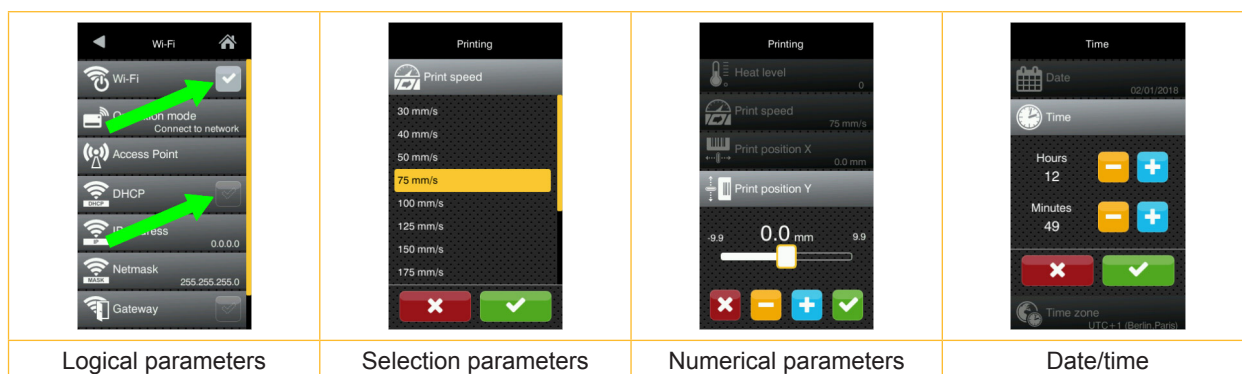 Wi-Fi
Wi-Fi
Connect to network
Access Point
DHCP
DHCP
IP
0.0.0.0
Netmask
MASK
255.255.255.0
Gateway
Logical parameters
Printing
Print speed
30 mm/s
40 mm/s
50 mm/s
75 mm/s
100 mm/s
125 mm/s
150 mm/s
175 mm/s
Selection parameters
Printing
Heat level
0
Print speed
75 mm/s
Print position X
0.0 mm
Print position Y
-9.9 0.0 mm 9.9
Numerical parameters
Time
Date
02/01/2018
Time
Hours
12
Minutes
49
Time zone
UTC+1 (Berlin,Paris)
Date/time